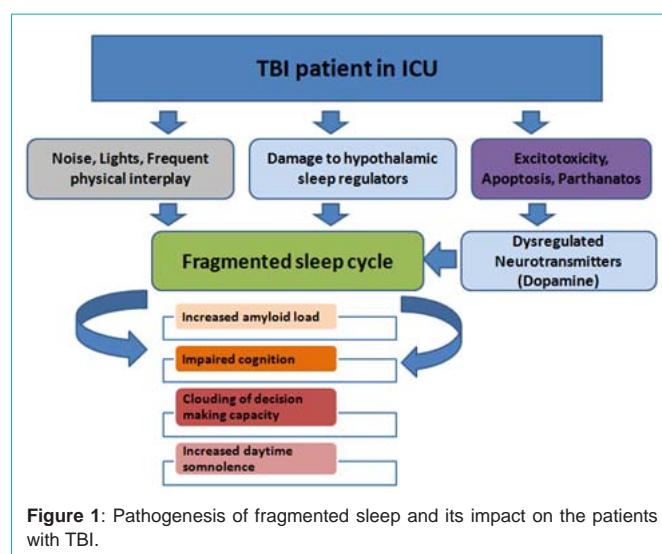 TBI patient in ICU
Noise, Lights, Frequent
physical interplay
Damage to hypothalamic
sleep regulators
Excitotoxicity,
Apoptosis, Parthanatos
Fragmented sleep cycle
Dysregulated
Neurotransmitters
(Dopamine)
Increased amyloid load
Impaired cognition
Clouding of decision
making capacity
Increased daytime
somnolence
Figure 1: Pathogenesis of fragmented sleep and its impact on the patients
with TBI.